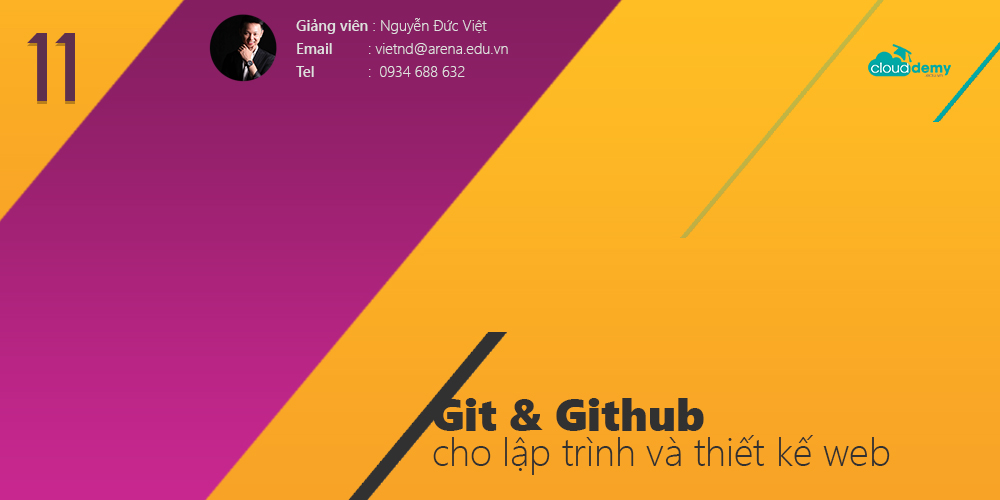 11
Giảng viên : Nguyễn Đức Việt
Email : vietnd@arena.edu.vn
Tel : 0934 688 632
clouddemy
Git & Github
cho lập trình và thiết kế web